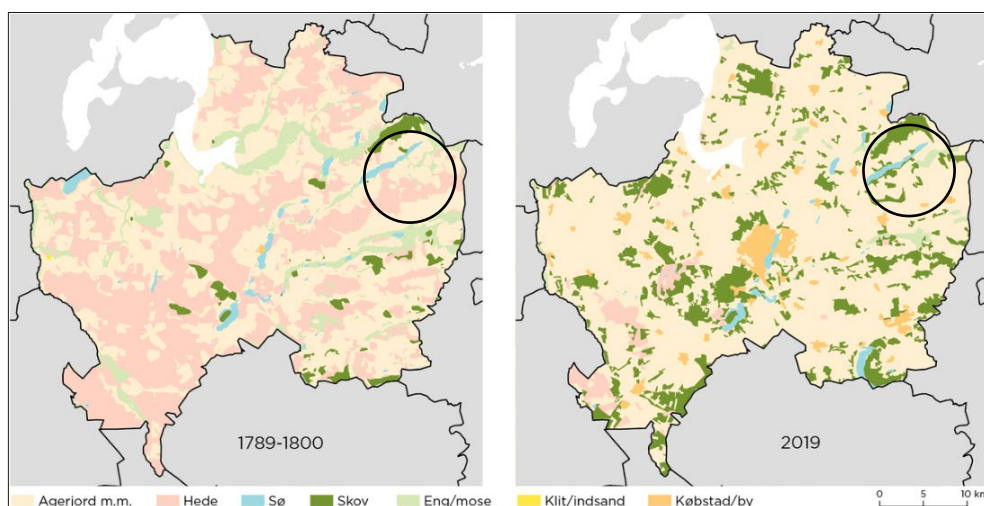 1789-1800
2019
Agerjord m.m. Hede Sø Skov Eng/mose Klit/indsand Købstad/by
0 5 10 km